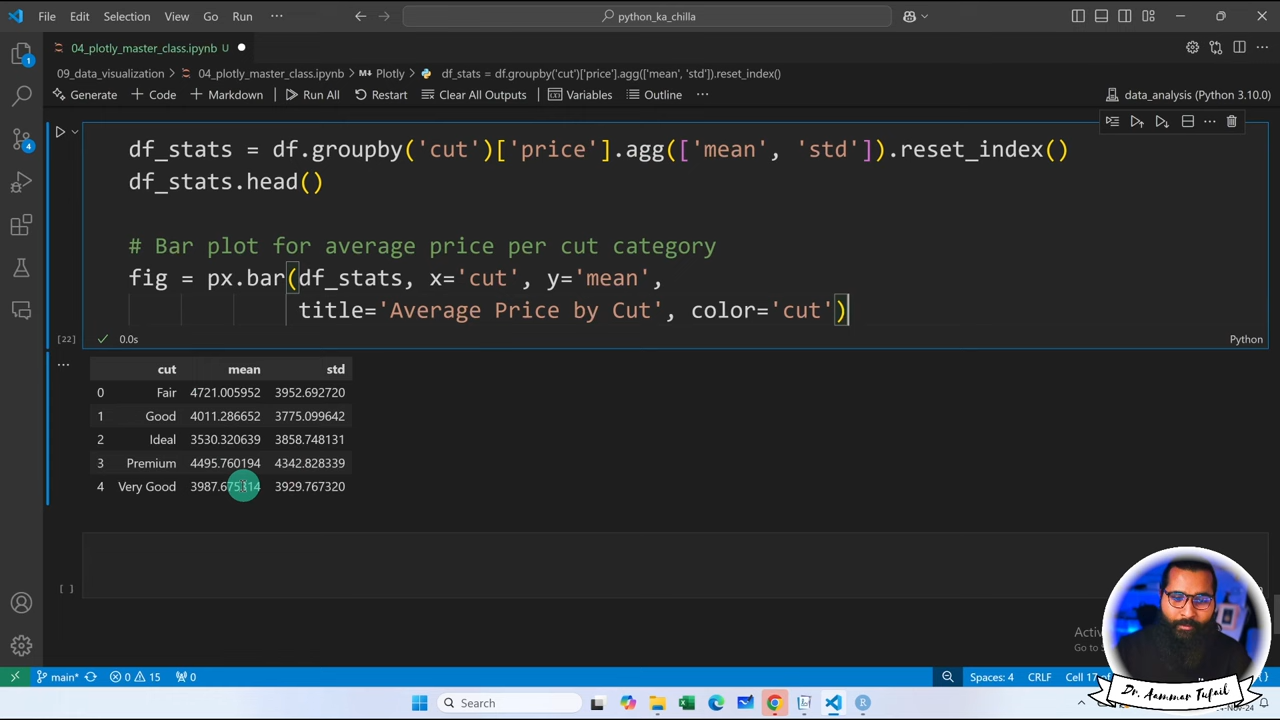 File Edit Selection View Go Run ··· python_ka_chilla
04_plotly_master_class.ipynb U
09_data_visualization > 04_plotly_master_class.ipynb > M↓ Plotly > df_stats = df.groupby('cut')['price'].agg(['mean', 'std']).reset_index()
Generate + Code + Markdown Run All Restart Clear All Outputs Variables Outline ··· data_analysis (Python 3.10.0)
df_stats = df.groupby('cut')['price'].agg(['mean', 'std']).reset_index()
df_stats.head()
# Bar plot for average price per cut category
fig = px.bar(df_stats, x='cut', y='mean',
title='Average Price by Cut', color='cut')
[22] 0.0s Python
cut mean std
0 Fair 4721.005952 3952.692720
1 Good 4011.286652 3775.099642
2 Ideal 3530.320639 3858.748131
3 Premium 4495.760194 4342.828339
4 Very Good 3929.767320
[ ]
1
4
main* 0 15 0 Spaces: 4 CRLF Cell 17
Search
Dr. Aammar Tufail